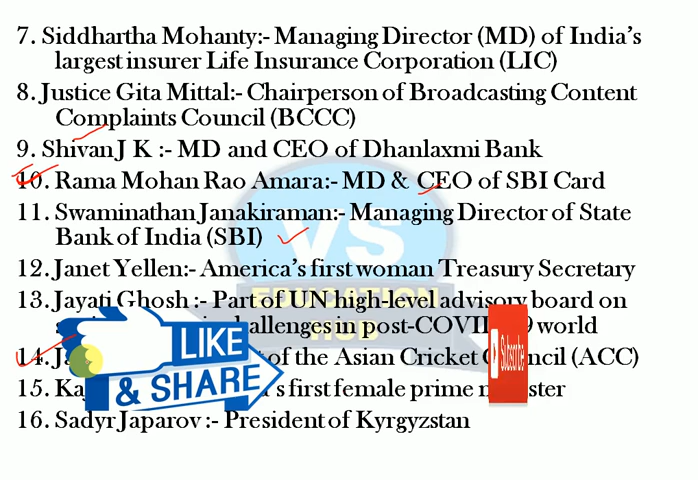 7. Siddhartha Mohanty:- Managing Director (MD) of India's
largest insurer Life Insurance Corporation (LIC)
8. Justice Gita Mittal:- Chairperson of Broadcasting Content
Complaints Council (BCCC)
9. Shivan J K :- MD and CEO of Dhanlaxmi Bank
10. Rama Mohan Rao Amara:- MD & CEO of SBI Card
11. Swaminathan Janakiraman:- Managing Director of State
Bank of India (SBI)
12. Janet Yellen:- America's first woman Treasury Secretary
13. Jayati Ghosh :- Part of UN high-level advisory board on
challenges in post-COVID world
14. of the Asian Cricket Council (ACC)
15. first female prime minister
16. Sadyr Japarov :- President of Kyrgyzstan
VS
EDUCATION
HUB
LIKE
& SHARE
Subscribe